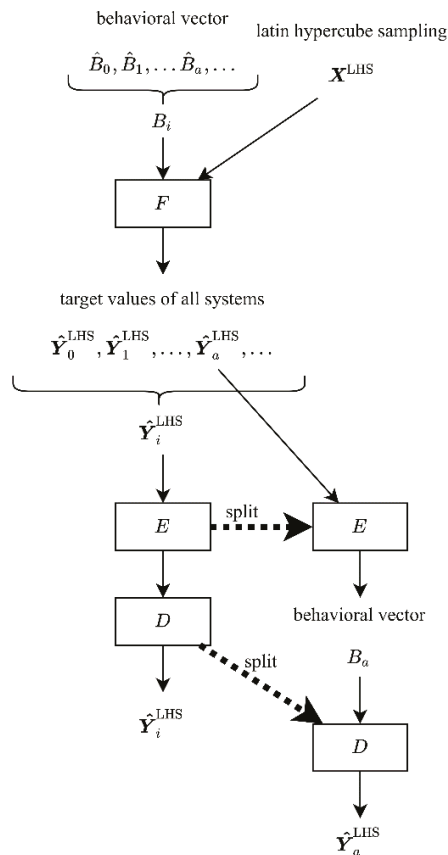 behavioral vector
latin hypercube sampling
B̂₀, B̂₁, … B̂ₐ, …
X^LHS
Bᵢ
F
target values of all systems
Ŷ₀^LHS, Ŷ₁^LHS, …, Ŷₐ^LHS, …
Ŷᵢ^LHS
E
split
E
D
behavioral vector
split
Bₐ
Ŷᵢ^LHS
D
Ŷₐ^LHS